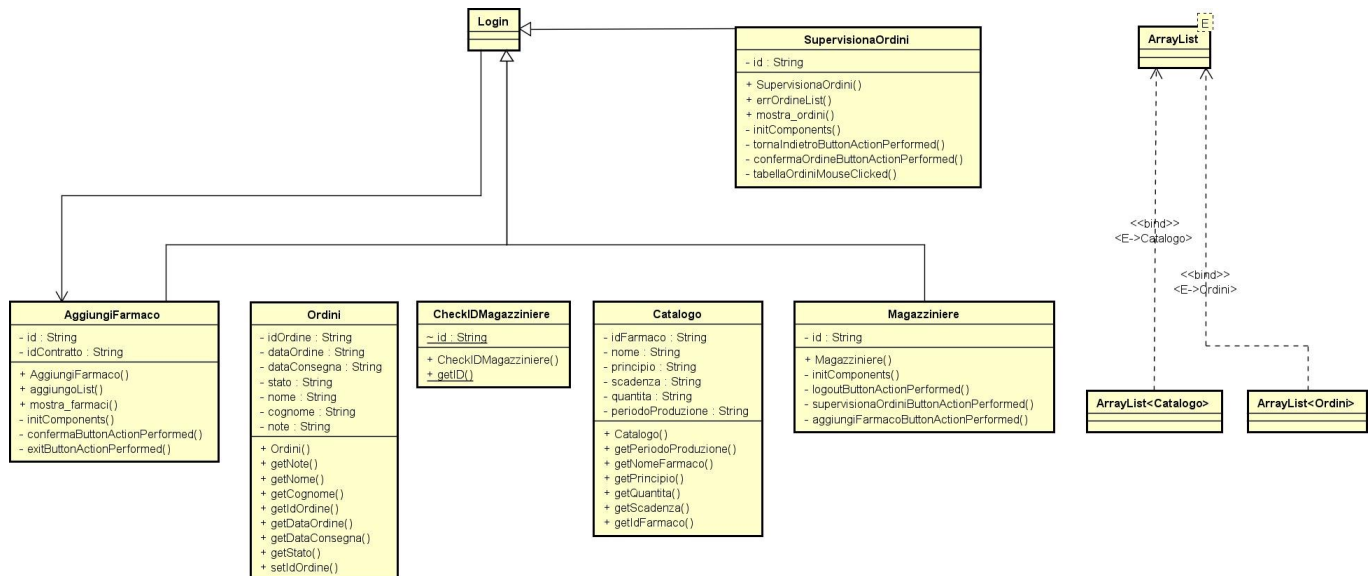 Login
SupervisionaOrdini
- id : String
+ SupervisionaOrdini()
+ errOrdineList()
+ mostra_ordini()
- initComponents()
- tornaIndietroButtonActionPerformed()
- confermaOrdineButtonActionPerformed()
- tabellaOrdiniMouseClicked()
E
ArrayList
<<bind>>
<E->Catalogo>
<<bind>>
<E->Ordini>
AggiungiFarmaco
- id : String
- idContratto : String
+ AggiungiFarmaco()
+ aggiungoList()
+ mostra_farmaci()
- initComponents()
- confermaButtonActionPerformed()
- exitButtonActionPerformed()
Ordini
- idOrdine : String
- dataOrdine : String
- dataConsegna : String
- stato : String
- nome : String
- cognome : String
- note : String
+ Ordini()
+ getNote()
+ getNome()
+ getCognome()
+ getIdOrdine()
+ getDataOrdine()
+ getDataConsegna()
+ getStato()
+ setIdOrdine()
CheckIDMagazziniere
~ id : String
+ CheckIDMagazziniere()
+ getID()
Catalogo
- idFarmaco : String
- nome : String
- principio : String
- scadenza : String
- quantita : String
- periodoProduzione : String
+ Catalogo()
+ getPeriodoProduzione()
+ getNomeFarmaco()
+ getPrincipio()
+ getQuantita()
+ getScadenza()
+ getIdFarmaco()
Magazziniere
- id : String
+ Magazziniere()
- initComponents()
- logoutButtonActionPerformed()
- supervisionaOrdiniButtonActionPerformed()
- aggiungiFarmacoButtonActionPerformed()
ArrayList<Catalogo>
ArrayList<Ordini>